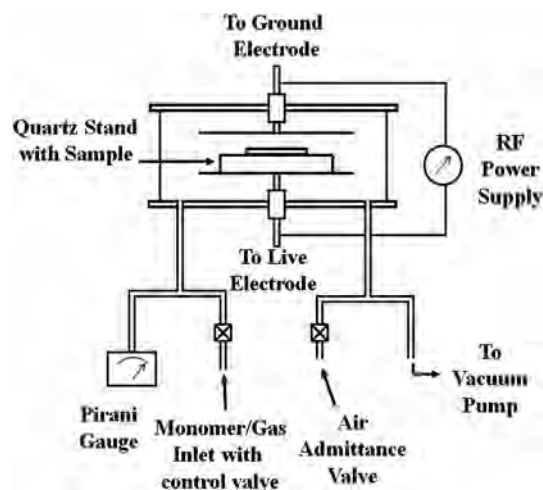 To Ground
Electrode
Quartz Stand
with Sample
RF
Power
Supply
To Live
Electrode
Pirani
Gauge
Monomer/Gas
Inlet with
control valve
Air
Admittance
Valve
To
Vacuum
Pump